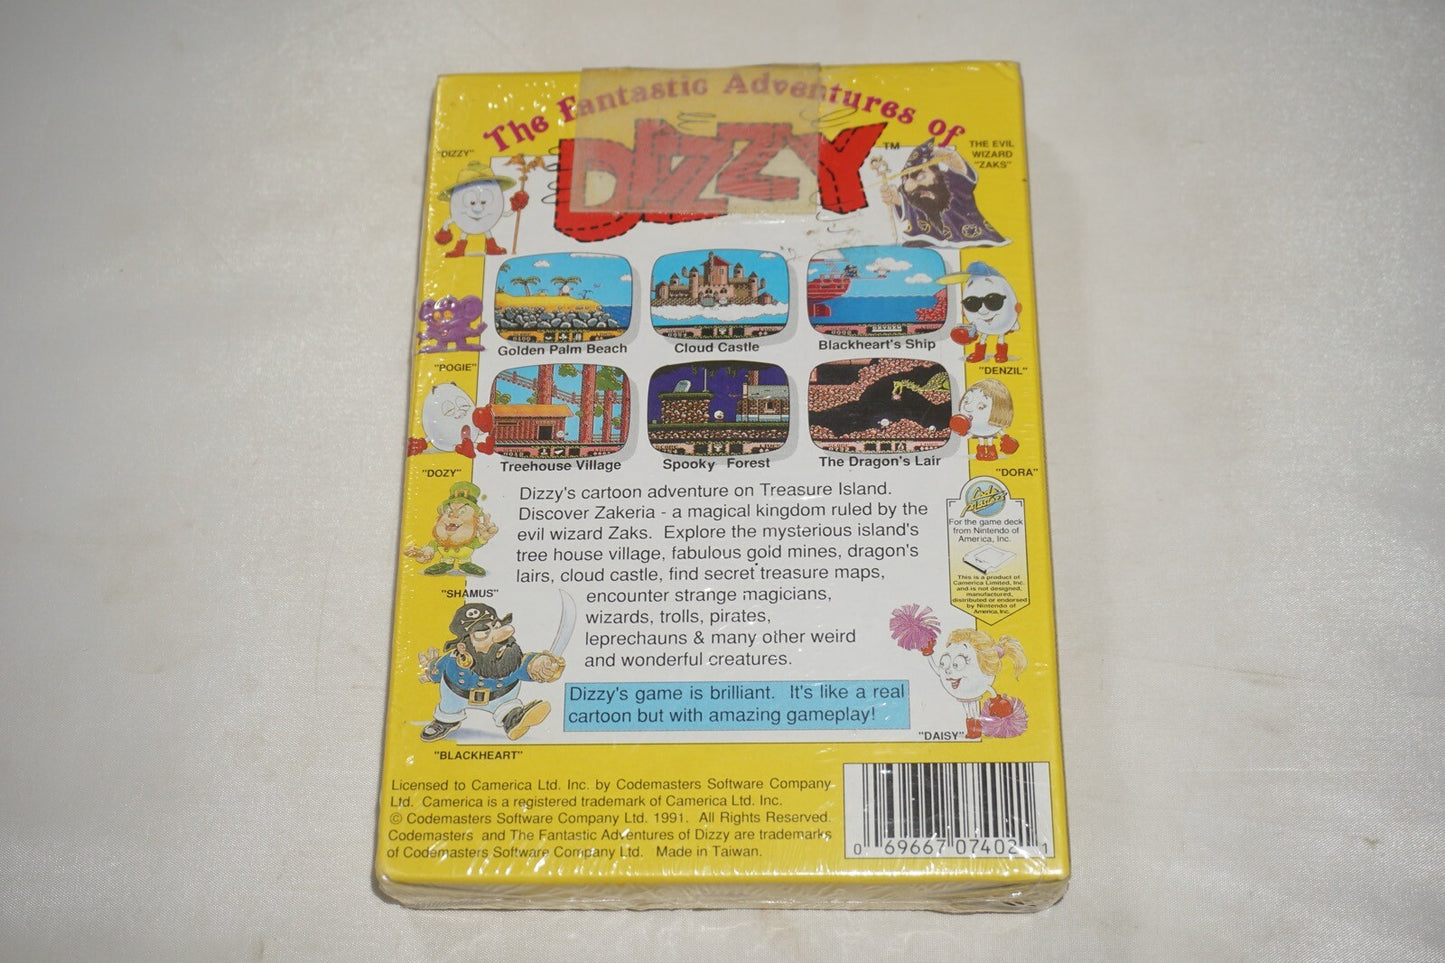 The Fantastic Adventures of
DIZZY™
"DIZZY"
THE EVIL
WIZARD
"ZAKS"
Golden Palm Beach
Cloud Castle
Blackheart's Ship
"POGIE"
"DENZIL"
Treehouse Village
Spooky Forest
The Dragon's Lair
"DOZY"
"DORA"
Dizzy's cartoon adventure on Treasure Island.
Discover Zakeria - a magical kingdom ruled by the
evil wizard Zaks. Explore the mysterious island's
tree house village, fabulous gold mines, dragon's
lairs, cloud castle, find secret treasure maps,
encounter strange magicians,
wizards, trolls, pirates,
leprechauns & many other weird
and wonderful creatures.
Code
Masters
For the game deck
from Nintendo of
America, Inc.
This is a product of
Camerica Limited, Inc.
and is not designed,
manufactured,
distributed or endorsed
by Nintendo of
America, Inc.
"SHAMUS"
Dizzy's game is brilliant. It's like a real
cartoon but with amazing gameplay!
"DAISY"
"BLACKHEART"
Licensed to Camerica Ltd. Inc. by Codemasters Software Company
Ltd. Camerica is a registered trademark of Camerica Ltd. Inc.
© Codemasters Software Company Ltd. 1991. All Rights Reserved.
Codemasters and The Fantastic Adventures of Dizzy are trademarks
of Codemasters Software Company Ltd. Made in Taiwan.
0 69667 07402 1